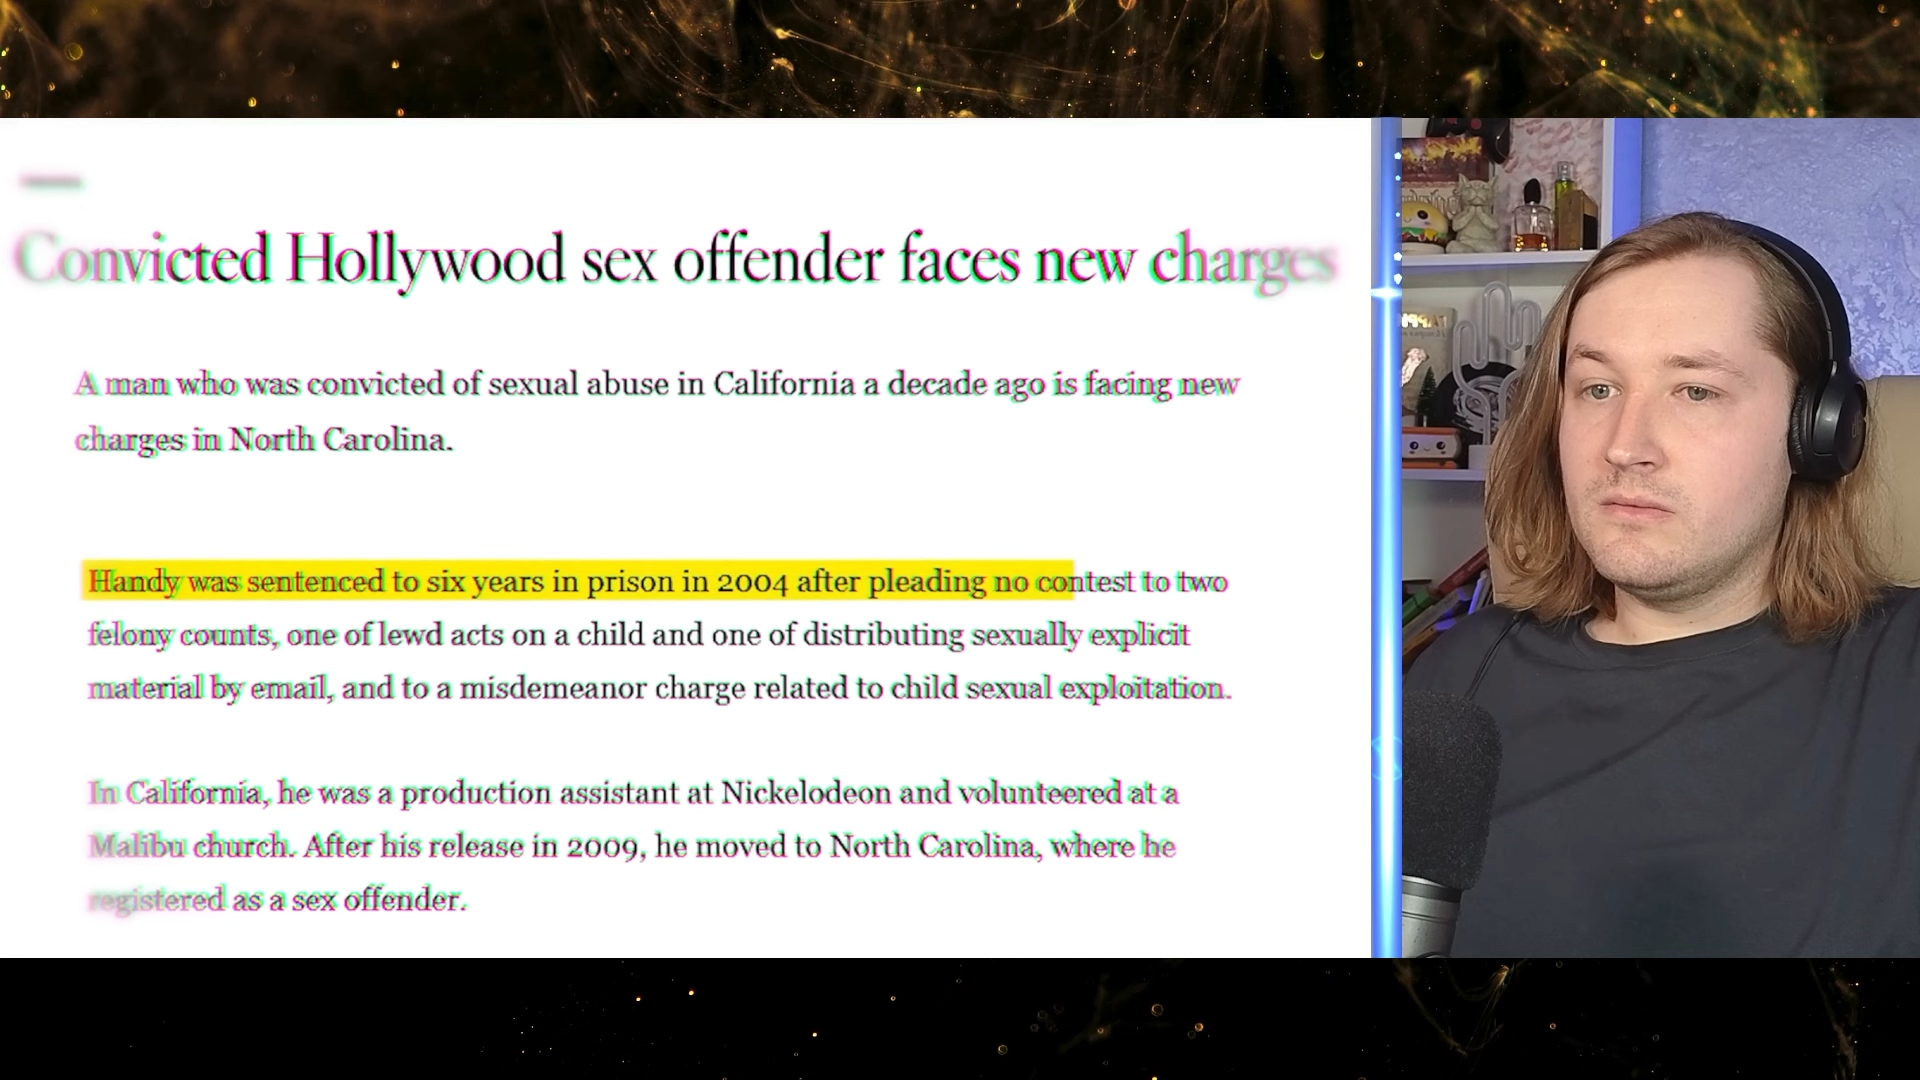 Convicted Hollywood sex offender faces new charges
A man who was convicted of sexual abuse in California a decade ago is facing new
charges in North Carolina.
Handy was sentenced to six years in prison in 2004 after pleading no contest to two
felony counts, one of lewd acts on a child and one of distributing sexually explicit
material by email, and to a misdemeanor charge related to child sexual exploitation.
In California, he was a production assistant at Nickelodeon and volunteered at a
Malibu church. After his release in 2009, he moved to North Carolina, where he
registered as a sex offender.